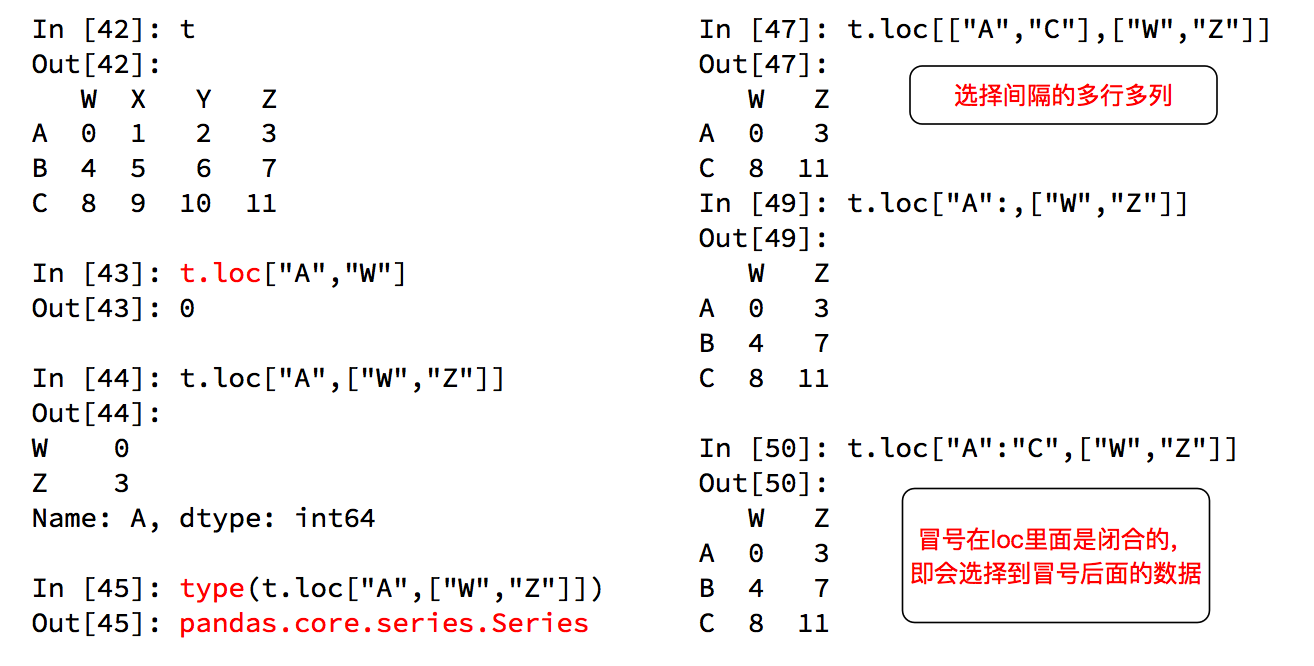 In [42]: t
Out[42]:
   W  X   Y   Z
A  0  1   2   3
B  4  5   6   7
C  8  9  10  11
In [43]: t.loc["A","W"]
Out[43]: 0
In [44]: t.loc["A",["W","Z"]]
Out[44]:
W    0
Z    3
Name: A, dtype: int64
In [45]: type(t.loc["A",["W","Z"]])
Out[45]: pandas.core.series.Series
In [47]: t.loc[["A","C"],["W","Z"]]
Out[47]:
选择间隔的多行多列
   W   Z
A  0   3
C  8  11
In [49]: t.loc["A":,["W","Z"]]
Out[49]:
   W   Z
A  0   3
B  4   7
C  8  11
In [50]: t.loc["A":"C",["W","Z"]]
Out[50]:
   W   Z
A  0   3
B  4   7
C  8  11
冒号在loc里面是闭合的，
即会选择到冒号后面的数据